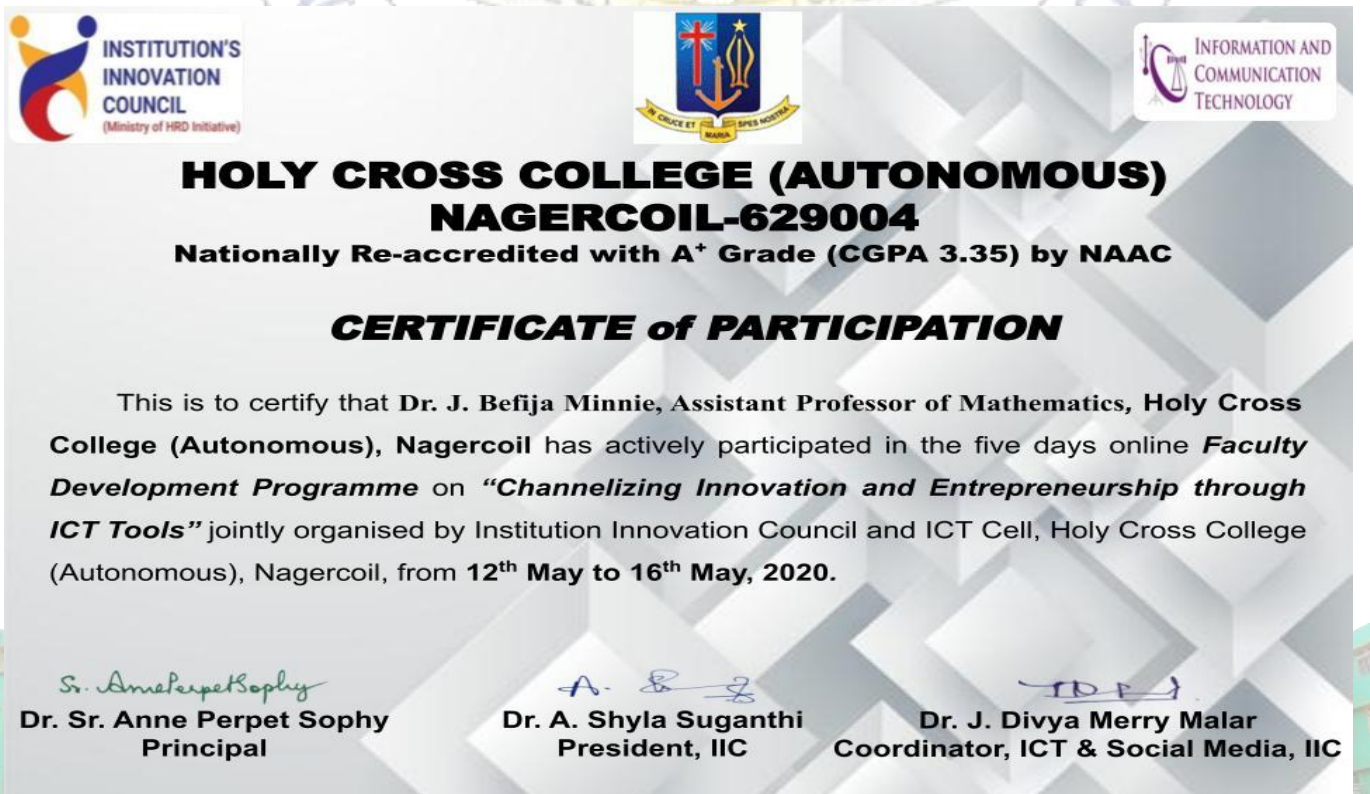 INSTITUTION'S
INNOVATION
COUNCIL
(Ministry of HRD Initiative)
IN CRUCE ET MARIA SPES NOSTRA
INFORMATION AND
COMMUNICATION
TECHNOLOGY
HOLY CROSS COLLEGE (AUTONOMOUS)
NAGERCOIL-629004
Nationally Re-accredited with A⁺ Grade (CGPA 3.35) by NAAC
CERTIFICATE of PARTICIPATION
This is to certify that Dr. J. Befija Minnie, Assistant Professor of Mathematics, Holy Cross
College (Autonomous), Nagercoil has actively participated in the five days online Faculty
Development Programme on “Channelizing Innovation and Entrepreneurship through
ICT Tools” jointly organised by Institution Innovation Council and ICT Cell, Holy Cross College
(Autonomous), Nagercoil, from 12th May to 16th May, 2020.
Sr. Anne Perpet Sophy
Dr. Sr. Anne Perpet Sophy
Principal
Dr. A. Shyla Suganthi
President, IIC
Dr. J. Divya Merry Malar
Coordinator, ICT & Social Media, IIC